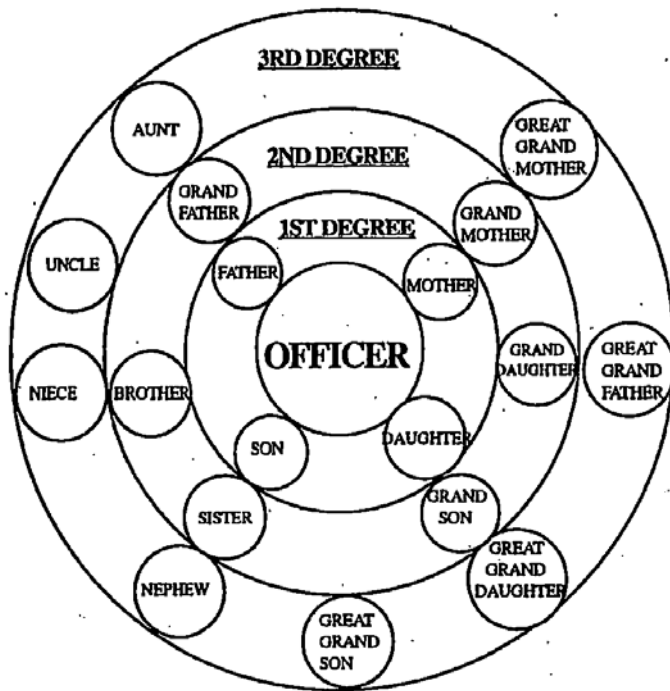 3RD DEGREE
AUNT
GREAT
GRAND
MOTHER
2ND DEGREE
GRAND
FATHER
GRAND
MOTHER
1ST DEGREE
UNCLE
FATHER
MOTHER
OFFICER
GRAND
DAUGHTER
GREAT
GRAND
FATHER
NIECE
BROTHER
SON
DAUGHTER
SISTER
GRAND
SON
NEPHEW
GREAT
GRAND
DAUGHTER
GREAT
GRAND
SON